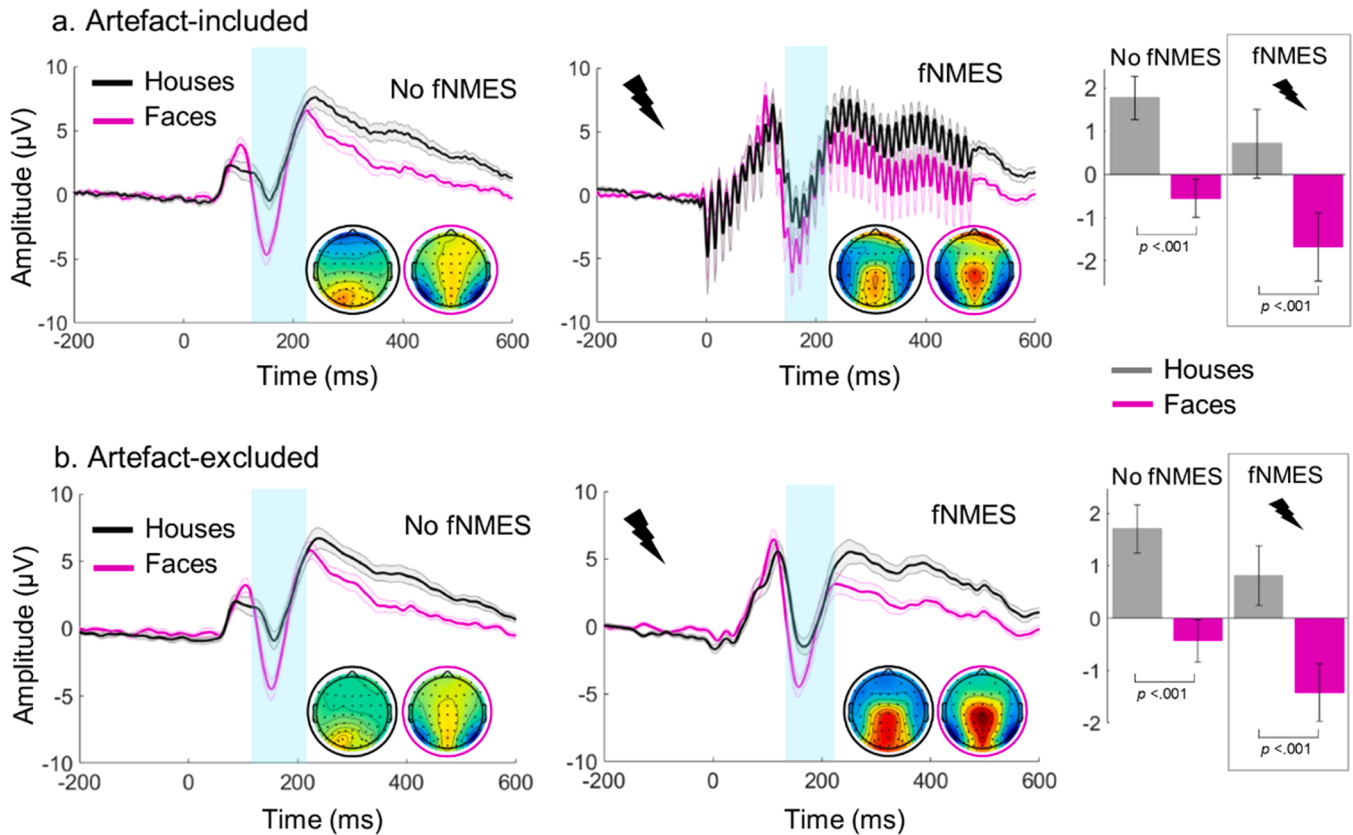 a. Artefact-included
Houses
Faces
No fNMES
fNMES
No fNMES
fNMES
Amplitude (µV)
10
5
0
-5
-10
-200
0
200
400
600
Time (ms)
10
5
0
-5
-10
-200
0
200
400
600
Time (ms)
2
1
0
-1
-2
p <.001
p <.001
Houses
Faces
b. Artefact-excluded
Houses
Faces
No fNMES
fNMES
No fNMES
fNMES
Amplitude (µV)
10
5
0
-5
-10
-200
0
200
400
600
Time (ms)
10
5
0
-5
-10
-200
0
200
400
600
Time (ms)
2
1
0
-1
-2
p <.001
p <.001